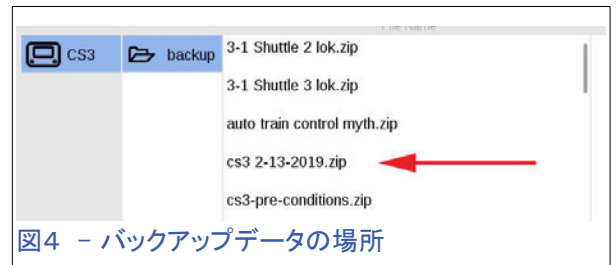 File Name
CS3
backup
3-1 Shuttle 2 lok.zip
3-1 Shuttle 3 lok.zip
auto train control myth.zip
cs3 2-13-2019.zip
cs3-pre-conditions.zip
図4 － バックアップデータの場所